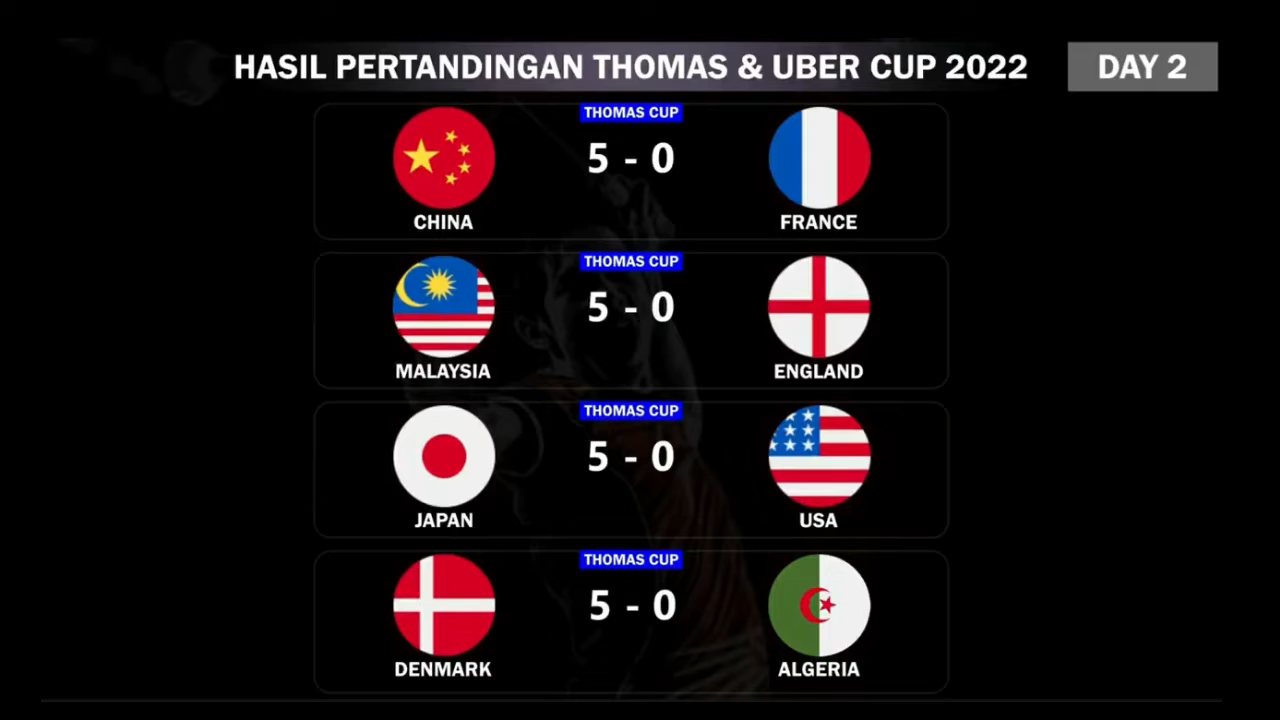 HASIL PERTANDINGAN THOMAS & UBER CUP 2022
DAY 2
THOMAS CUP
5 - 0
CHINA
FRANCE
THOMAS CUP
5 - 0
MALAYSIA
ENGLAND
THOMAS CUP
5 - 0
JAPAN
USA
THOMAS CUP
5 - 0
DENMARK
ALGERIA